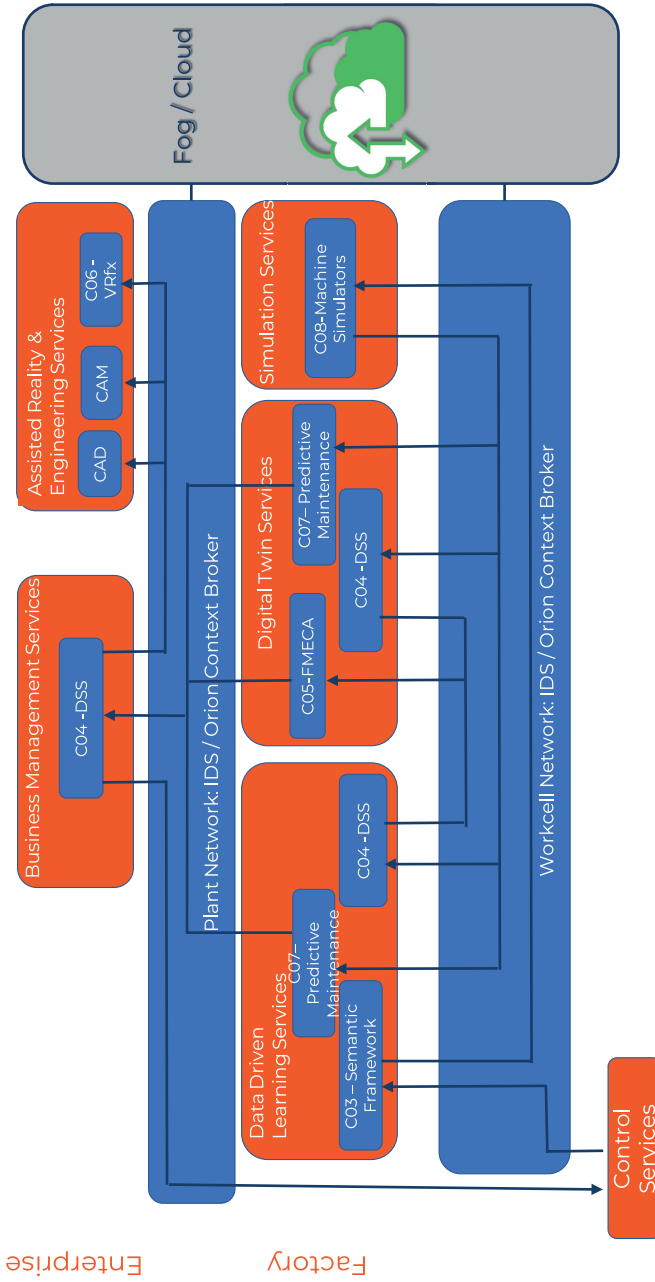 Enterprise
Business Management Services
C04 -DSS
Assisted Reality &
Engineering Services
CAD
CAM
C06 -
VRfx
Plant Network: IDS / Orion Context Broker
Factory
Data Driven
Learning Services
C07–
Predictive
Maintenance
C03 – Semantic
Framework
C04 -DSS
Digital Twin Services
C05-FMECA
C07– Predictive
Maintenance
C04 -DSS
Simulation Services
C08-Machine
Simulators
Workcell Network: IDS / Orion Context Broker
Control
Services
Fog / Cloud